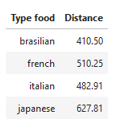 Type food Distance
brasilian 410.50
french 510.25
italian 482.91
japanese 627.81